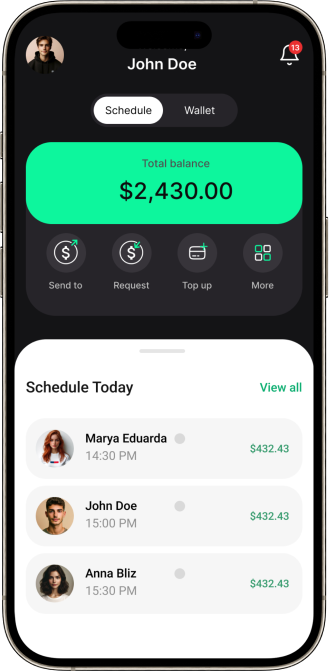 13
John Doe
Schedule
Wallet
Total balance
$2,430.00
Send to
Request
Top up
More
Schedule Today
View all
Marya Eduarda
14:30 PM
$432.43
John Doe
15:00 PM
$432.43
Anna Bliz
15:30 PM
$432.43